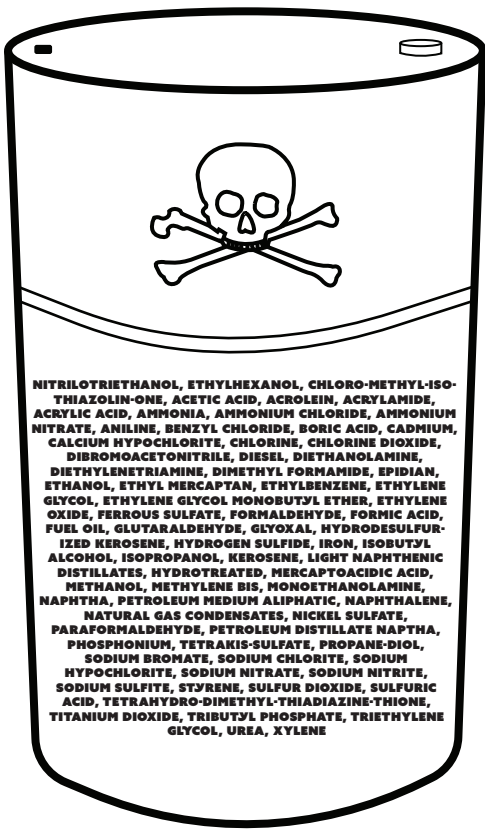 NITRILOTRIETHANOL, ETHYLHEXANOL, CHLORO-METHYL-ISO-
THIAZOLIN-ONE, ACETIC ACID, ACROLEIN, ACRYLAMIDE,
ACRYLIC ACID, AMMONIA, AMMONIUM CHLORIDE, AMMONIUM
NITRATE, ANILINE, BENZYL CHLORIDE, BORIC ACID, CADMIUM,
CALCIUM HYPOCHLORITE, CHLORINE, CHLORINE DIOXIDE,
DIBROMOACETONITRILE, DIESEL, DIETHANOLAMINE,
DIETHYLENETRIAMINE, DIMETHYL FORMAMIDE, EPIDIAN,
ETHANOL, ETHYL MERCAPTAN, ETHYLBENZENE, ETHYLENE
GLYCOL, ETHYLENE GLYCOL MONOBUTYL ETHER, ETHYLENE
OXIDE, FERROUS SULFATE, FORMALDEHYDE, FORMIC ACID,
FUEL OIL, GLUTARALDEHYDE, GLYOXAL, HYDRODESULFUR-
IZED KEROSENE, HYDROGEN SULFIDE, IRON, ISOBUTYL
ALCOHOL, ISOPROPANOL, KEROSENE, LIGHT NAPHTHENIC
DISTILLATES, HYDROTREATED, MERCAPTOACIDIC ACID,
METHANOL, METHYLENE BIS, MONOETHANOLAMINE,
NAPHTHA, PETROLEUM MEDIUM ALIPHATIC, NAPHTHALENE,
NATURAL GAS CONDENSATES, NICKEL SULFATE,
PARAFORMALDEHYDE, PETROLEUM DISTILLATE NAPTHA,
PHOSPHONIUM, TETRAKIS-SULFATE, PROPANE-DIOL,
SODIUM BROMATE, SODIUM CHLORITE, SODIUM
HYPOCHLORITE, SODIUM NITRATE, SODIUM NITRITE,
SODIUM SULFITE, STYRENE, SULFUR DIOXIDE, SULFURIC
ACID, TETRAHYDRO-DIMETHYL-THIADIAZINE-THIONE,
TITANIUM DIOXIDE, TRIBUTYL PHOSPHATE, TRIETHYLENE
GLYCOL, UREA, XYLENE